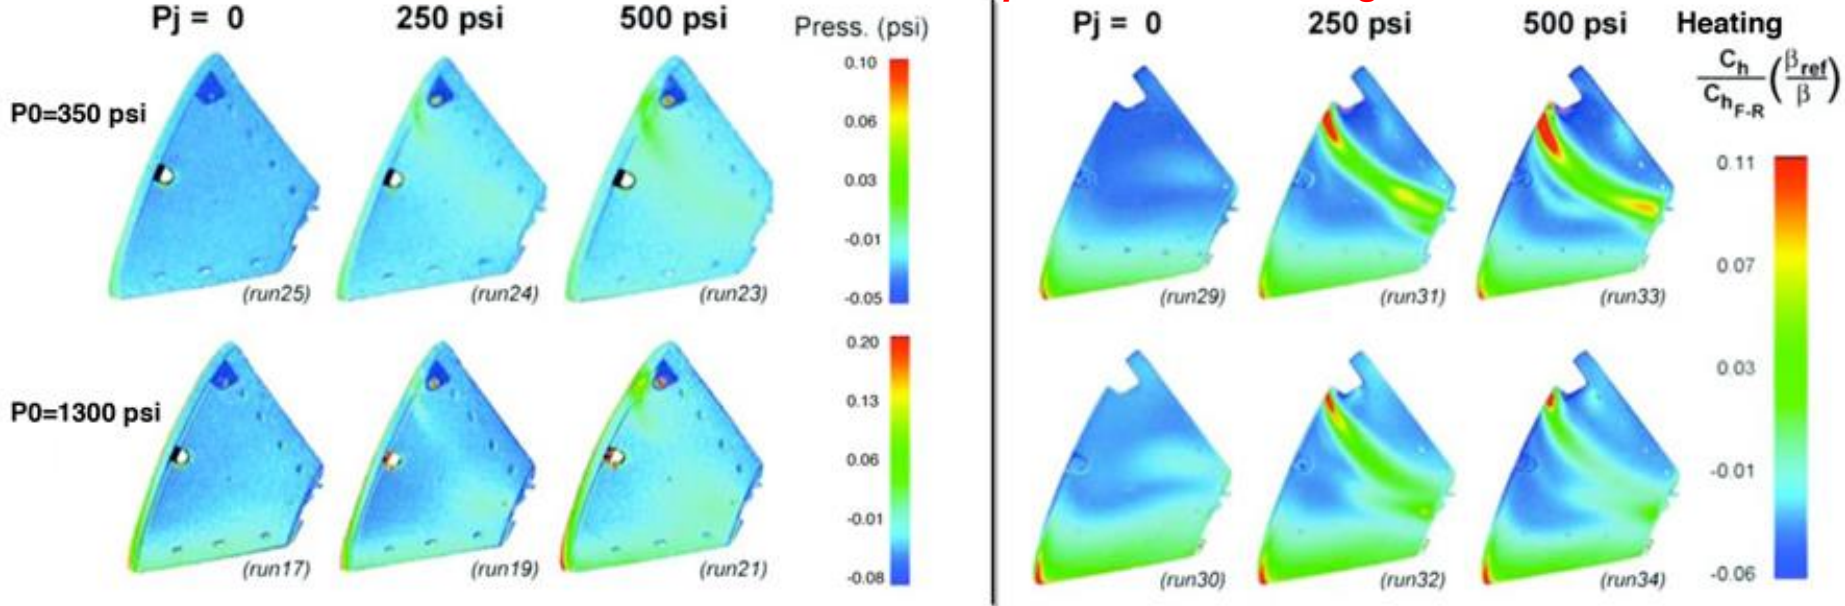 Pj = 0 250 psi 500 psi Press. (psi)
P0=350 psi
0.10
0.06
0.03
-0.01
-0.05
(run25) (run24) (run23)
P0=1300 psi
0.20
0.13
0.06
-0.01
-0.08
(run17) (run19) (run21)
Pj = 0 250 psi 500 psi Heating
C_h / C_hF-R (β_ref / β)
0.11
0.07
0.03
-0.01
-0.06
(run29) (run31) (run33)
(run30) (run32) (run34)